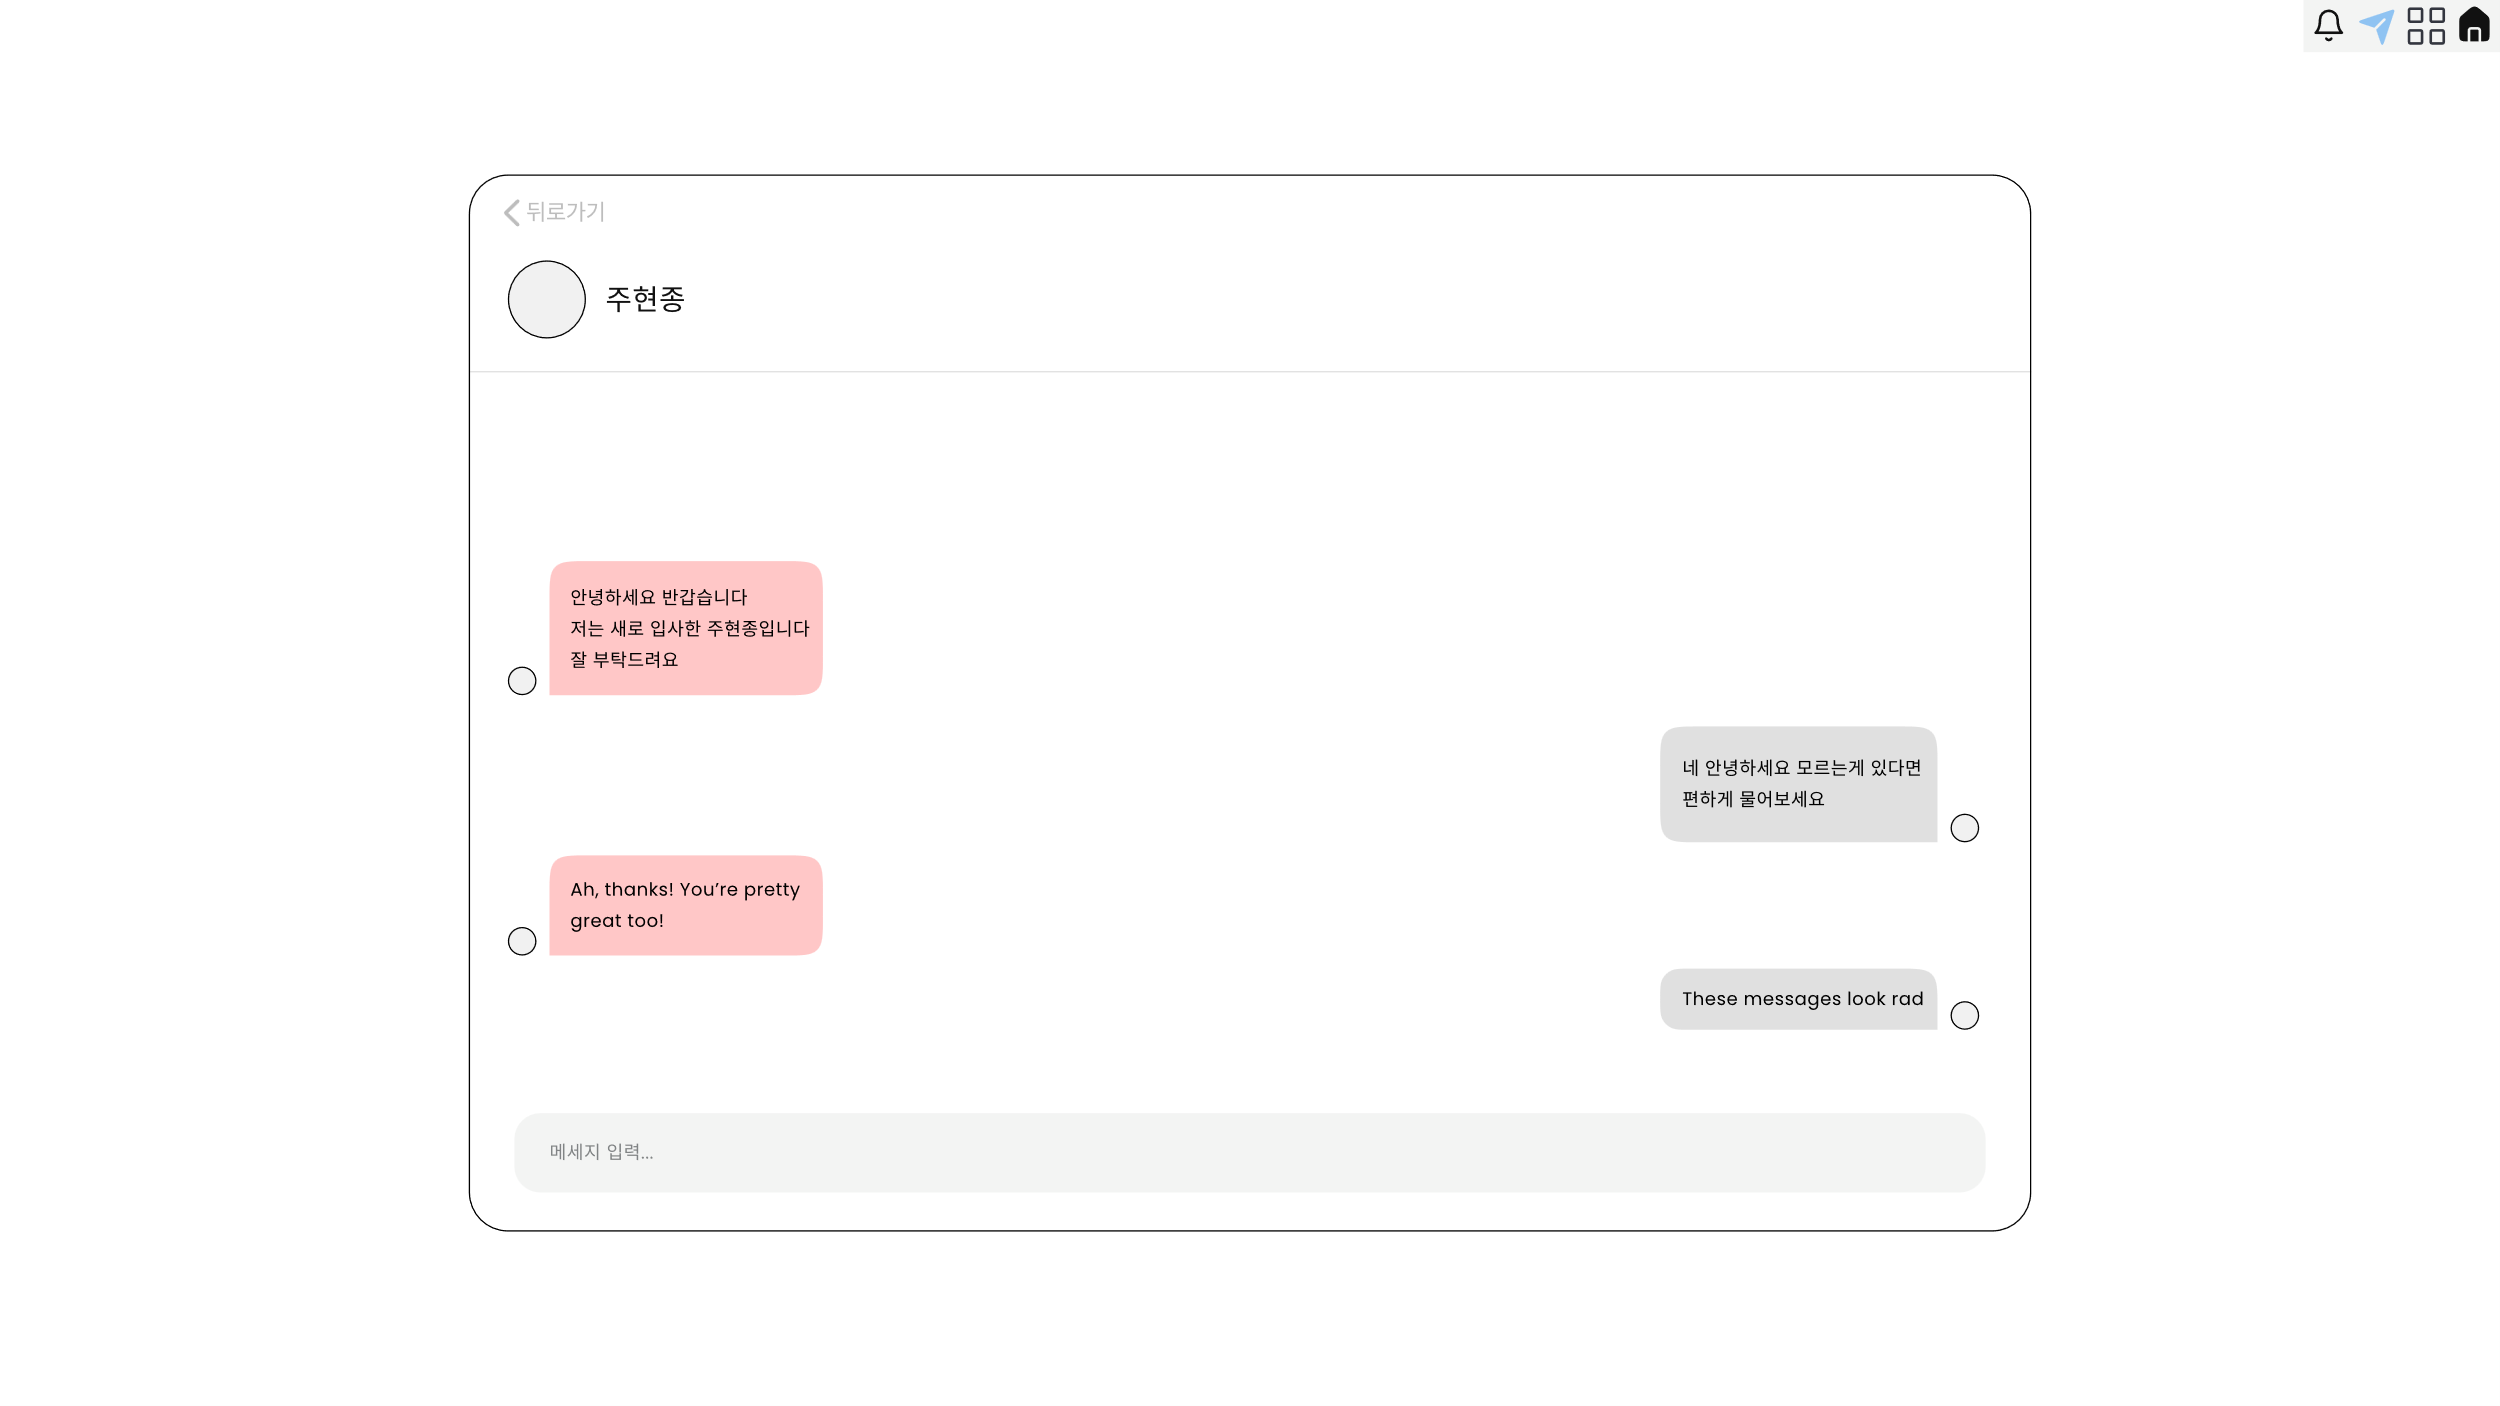 뒤로가기
주현종
안녕하세요 반갑습니다
저는 새로 입사한 주현종입니다
잘 부탁드려요
네 안녕하세요 모르는게 있다면
편하게 물어보세요
Ah, thanks! You’re pretty
great too!
These messages look rad
메세지 입력...